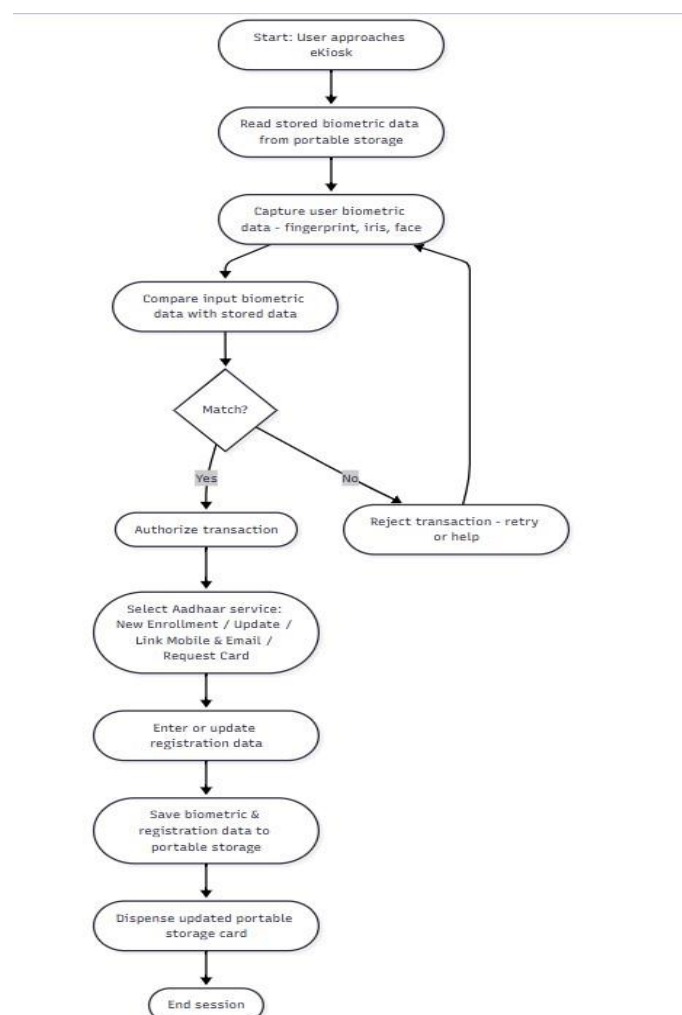 Start: User approaches
eKiosk
Read stored biometric data
from portable storage
Capture user biometric
data - fingerprint, iris, face
Compare input biometric
data with stored data
Match?
Yes
No
Authorize transaction
Reject transaction - retry
or help
Select Aadhaar service:
New Enrollment / Update /
Link Mobile & Email /
Request Card
Enter or update
registration data
Save biometric &
registration data to
portable storage
Dispense updated portable
storage card
End session